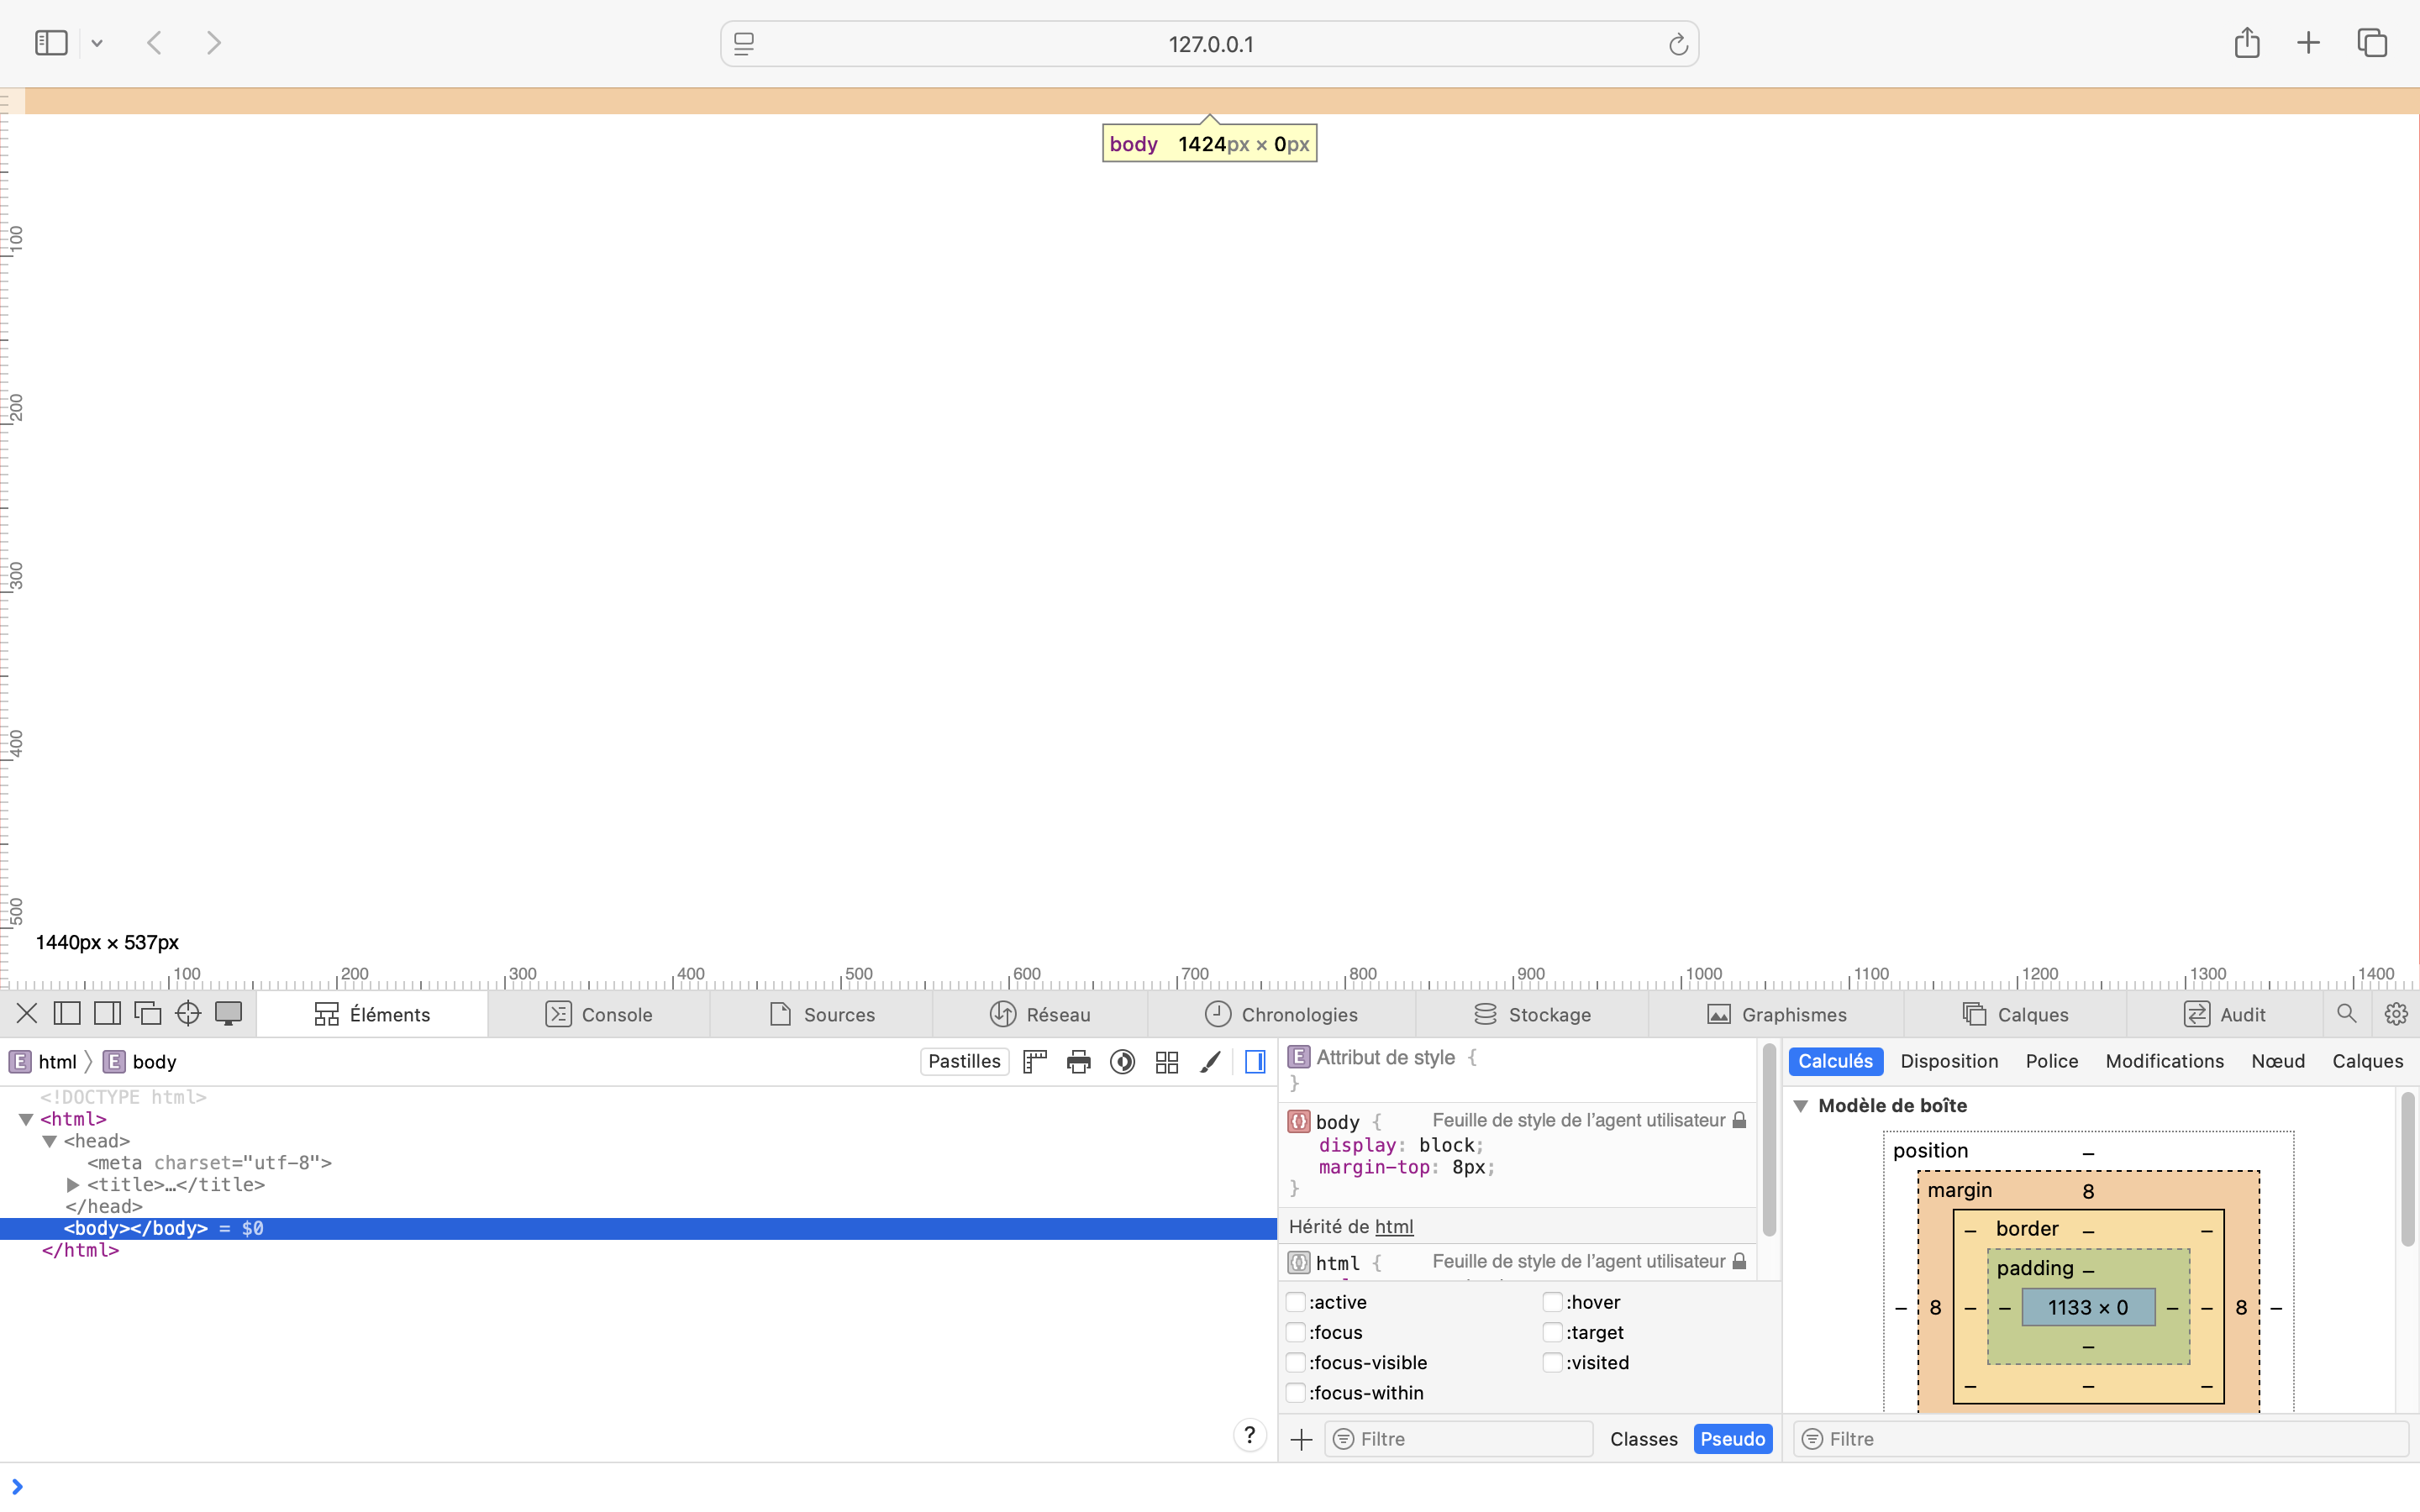 127.0.0.1
body 1424px × 0px
100
200
300
400
500
1440px × 537px
100 200 300 400 500 600 700 800 900 1000 1100 1200 1300 1400
Éléments Console Sources Réseau Chronologies Stockage Graphismes Calques Audit
E html E body Pastilles
<!DOCTYPE html>
<html>
<head>
<meta charset="utf-8">
<title>…</title>
</head>
<body></body> = $0
</html>
?
E Attribut de style {
}
body { Feuille de style de l’agent utilisateur
display: block;
margin-top: 8px;
}
Hérité de html
html { Feuille de style de l’agent utilisateur
:active :hover
:focus :target
:focus-visible :visited
:focus-within
Filtre Classes Pseudo
Calculés Disposition Police Modifications Nœud Calques
Modèle de boîte
position –
margin 8
– border – –
padding –
– 8 – – 1133 × 0 – – 8 –
–
– – –
Filtre